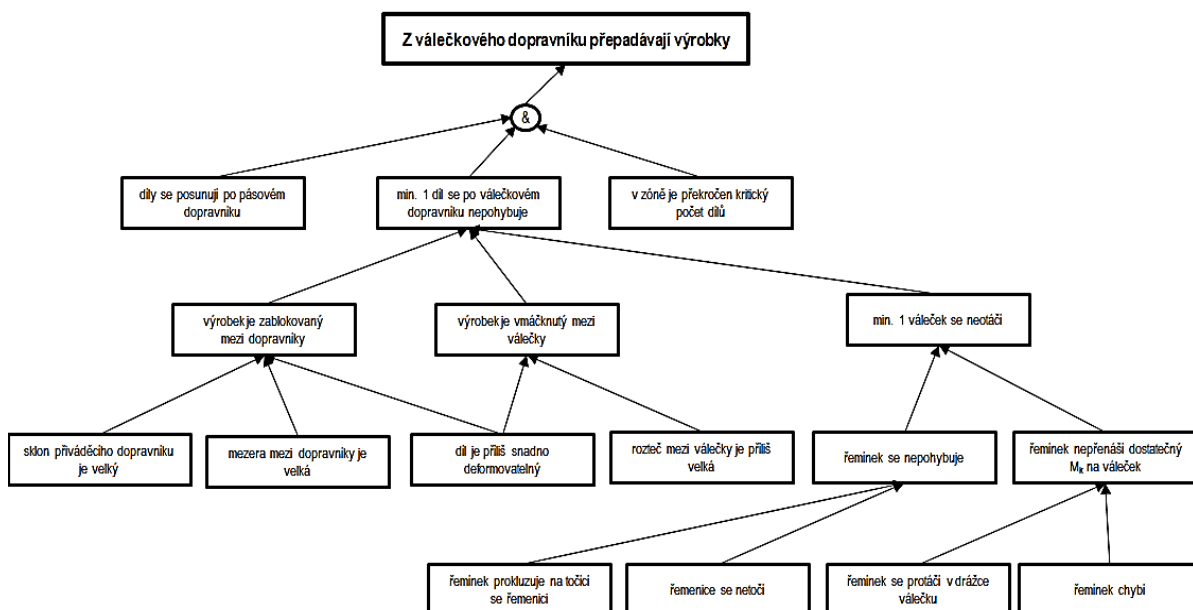 Z válečkového dopravníku přepadávají výrobky
&
díly se posunují po pásovém
dopravníku
min. 1 díl se po válečkovém
dopravníku nepohybuje
v zóně je překročen kritický
počet dílů
výrobek je zablokovaný
mezi dopravníky
výrobek je vmáčknutý mezi
válečky
min. 1 váleček se neotáčí
sklon přiváděcího dopravníku
je velký
mezera mezi dopravníky je
velká
díl je příliš snadno
deformovatelný
rozteč mezi válečky je příliš
velká
řemínek se nepohybuje
řemínek nepřenáší dostatečný
Mk na váleček
řemínek prokluzuje na točící
se řemenici
řemenice se netočí
řemínek se protáčí v drážce
válečku
řemínek chybí